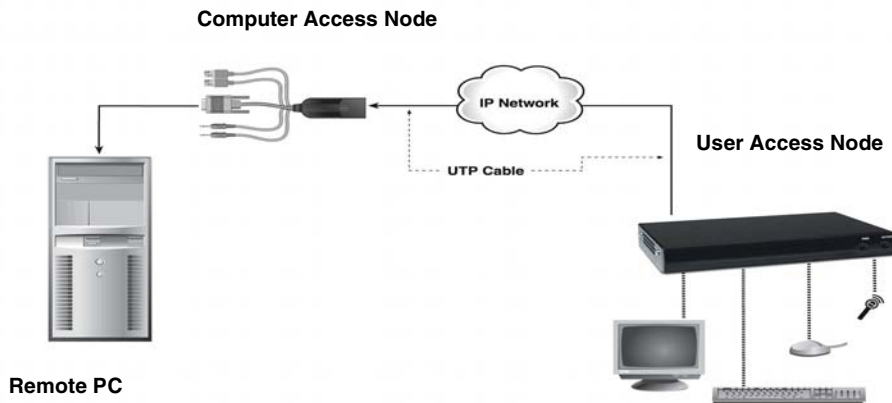 Computer Access Node
IP Network
User Access Node
UTP Cable
Remote PC